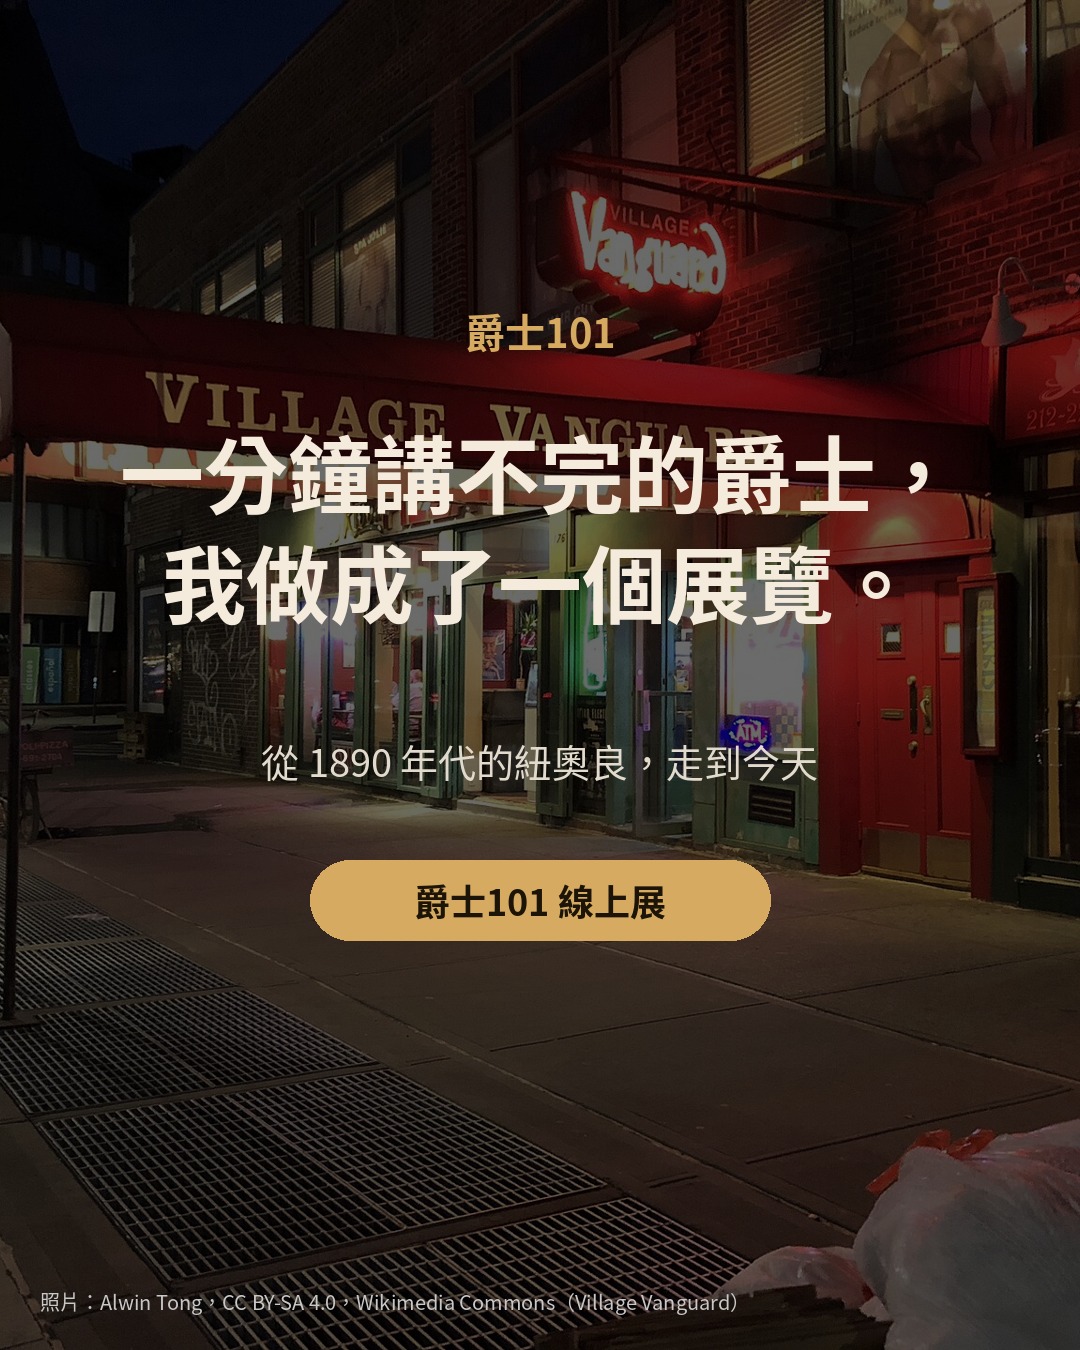 VILLAGE
Vanguard
爵士101
VILLAGE VANGUARD
一分鐘講不完的爵士，
我做成了一個展覽。
ATM
從 1890 年代的紐奧良，走到今天
爵士101 線上展
照片：Alwin Tong，CC BY-SA 4.0，Wikimedia Commons（Village Vanguard）